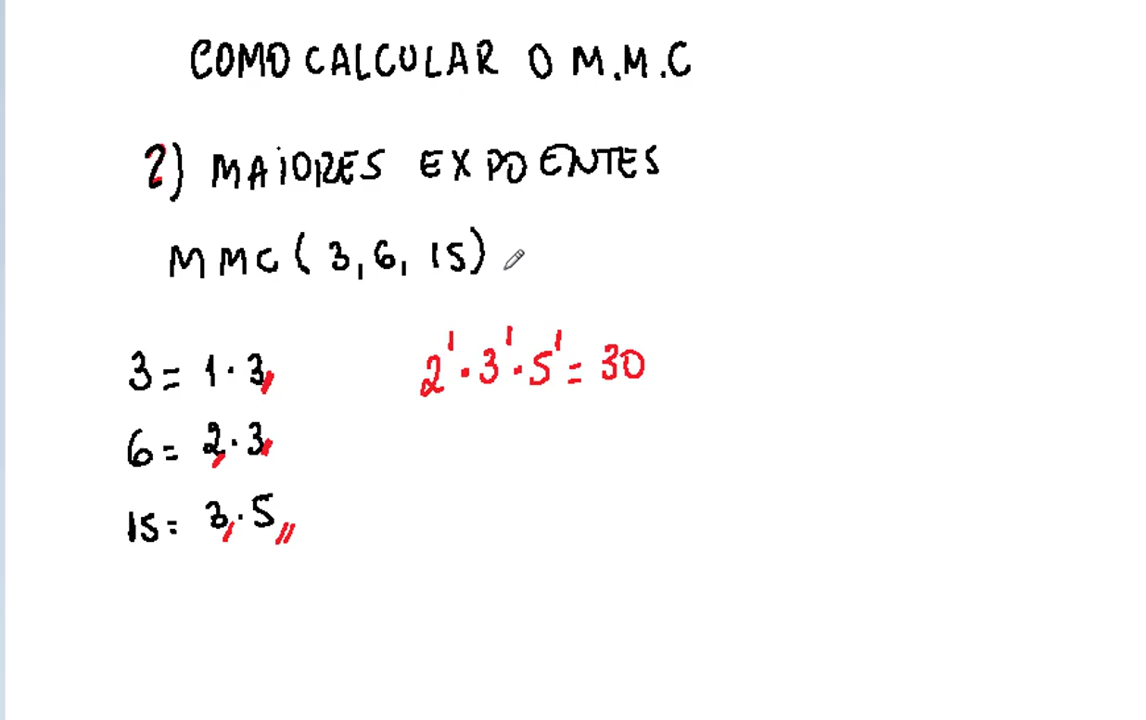 COMO CALCULAR O M.M.C
2) MAIORES EXPOENTES
MMC(3,6,15)
3 = 1 · 3,
2¹ · 3¹ · 5¹ = 30
6 = 2, · 3,
15 = 3, · 5,,